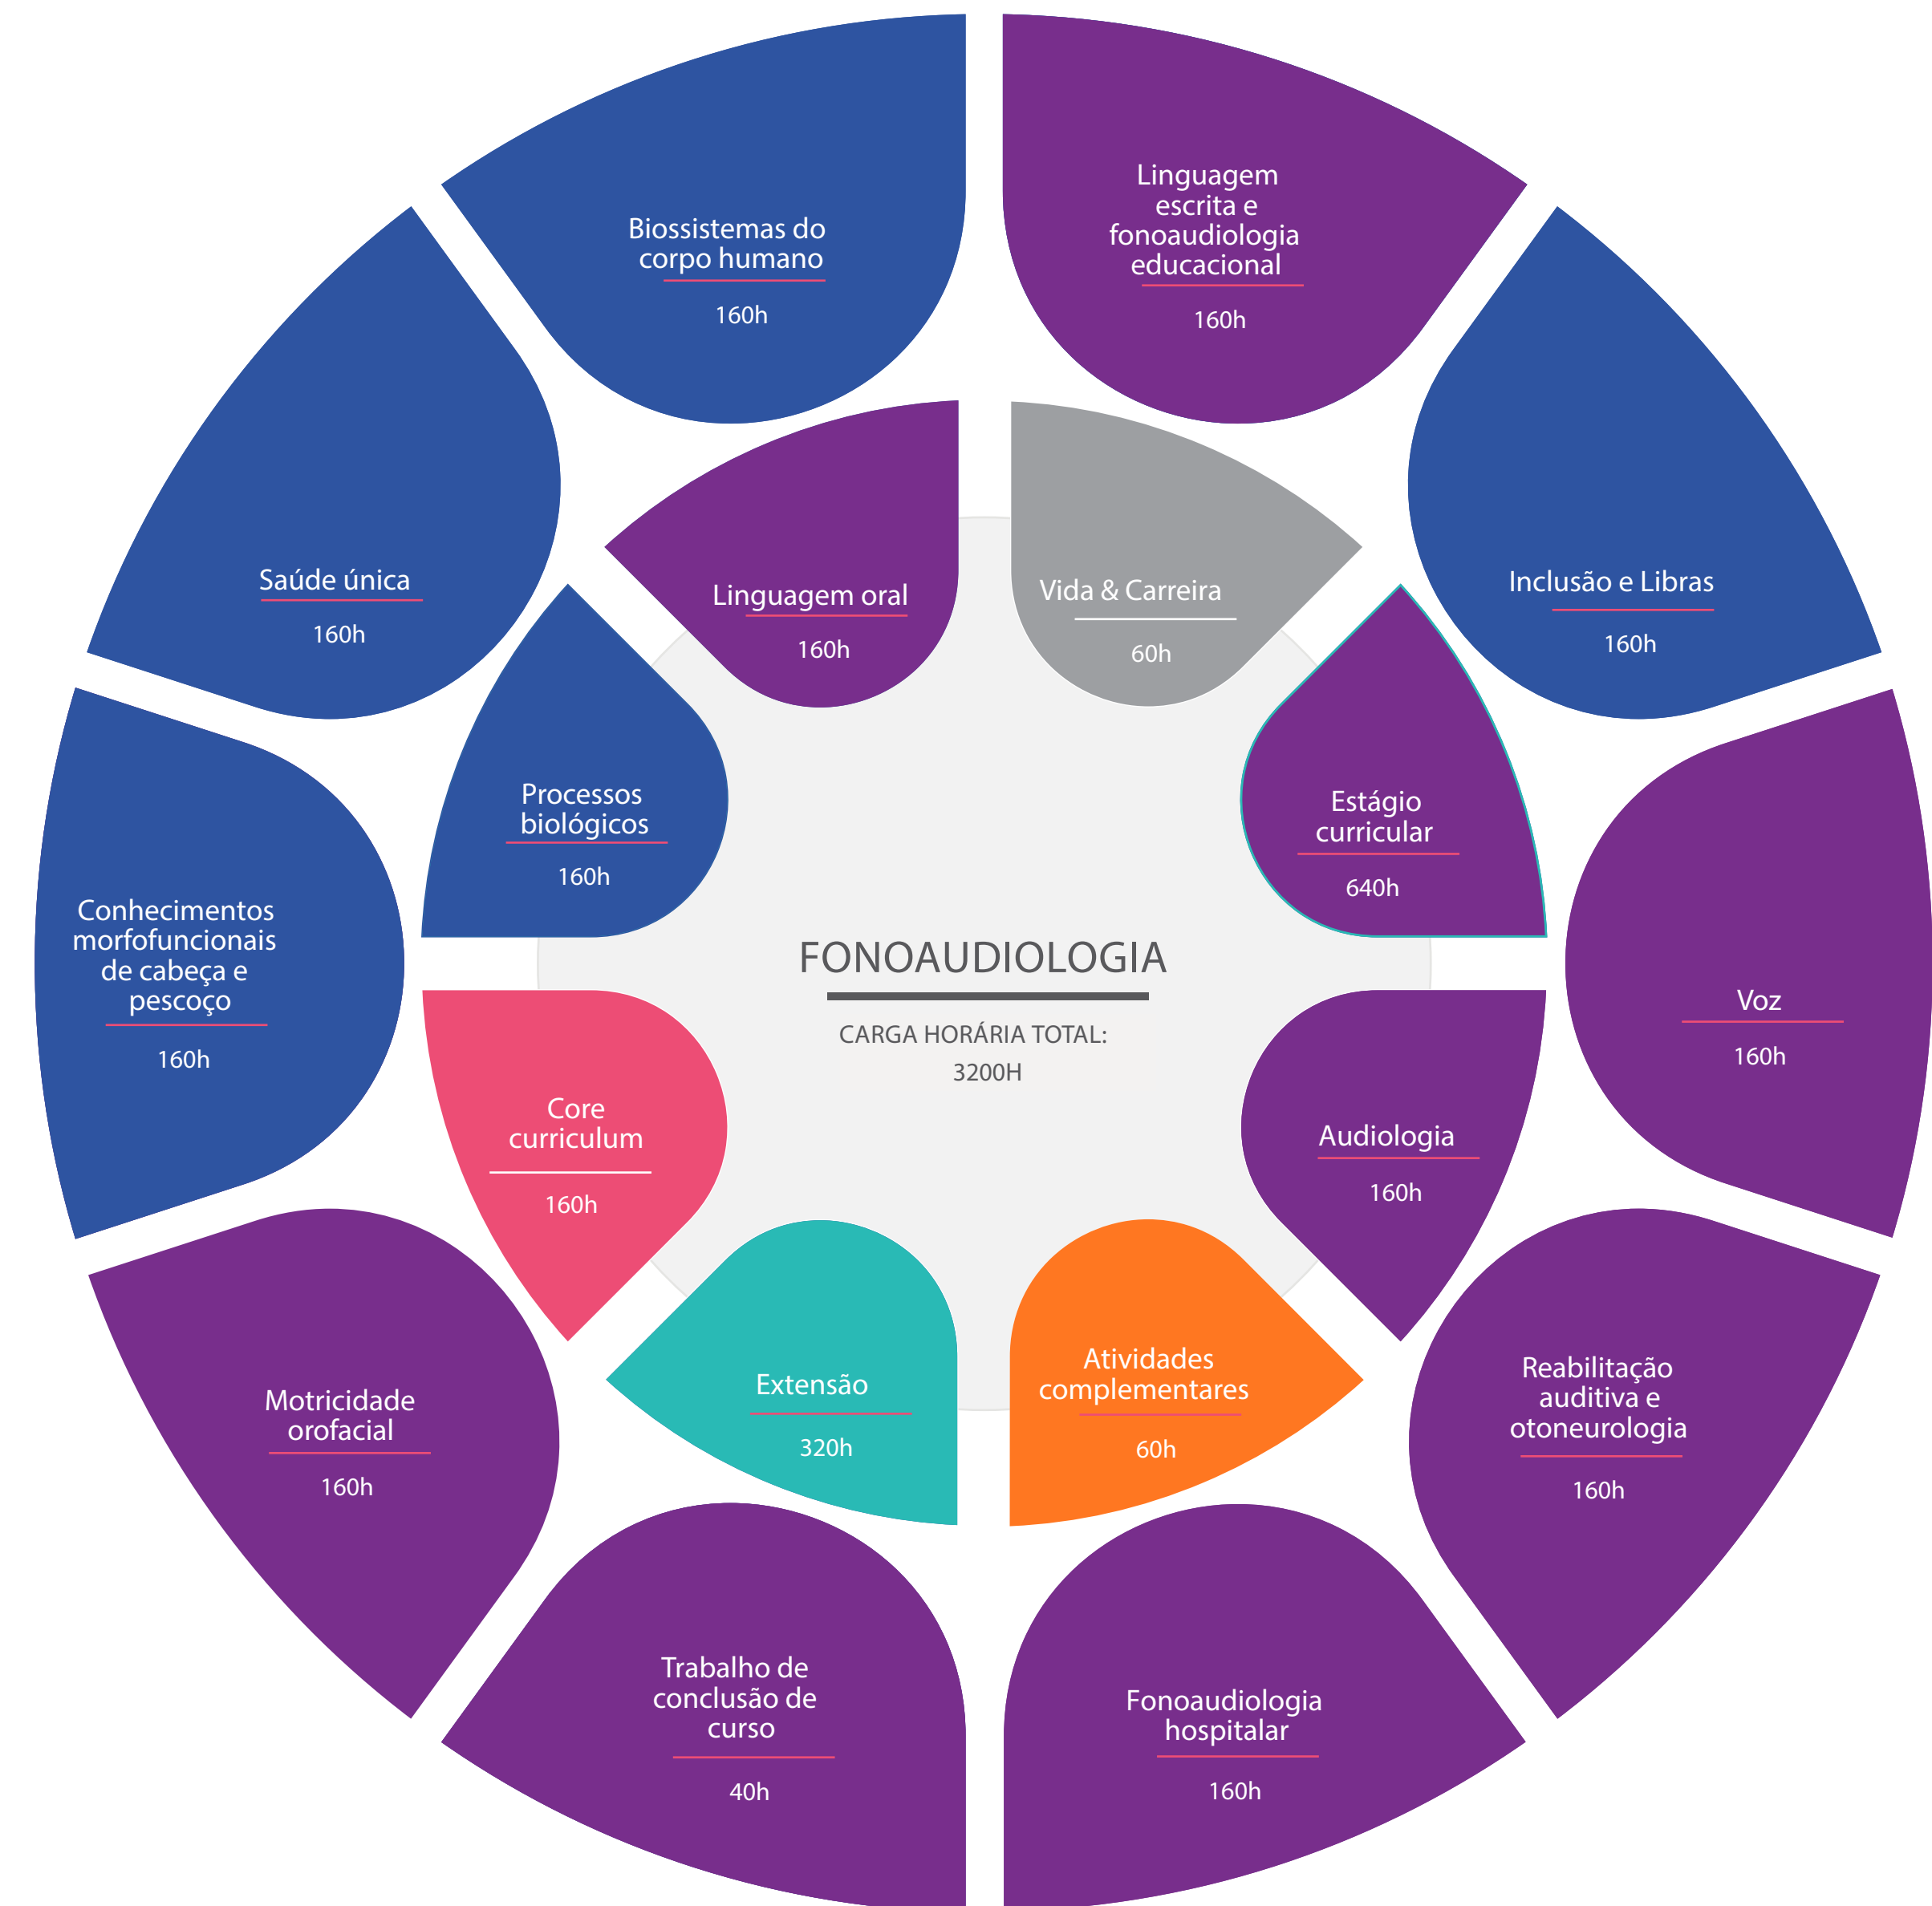 Linguagem
escrita e
fonoaudiologia
educacional
160h
Biossistemas do
corpo humano
160h
Saúde única
160h
Inclusão e Libras
160h
Linguagem oral
160h
Vida & Carreira
60h
Processos
biológicos
160h
Estágio
curricular
640h
Conhecimentos
morfofuncionais
de cabeça e
pescoço
160h
FONOAUDIOLOGIA
CARGA HORÁRIA TOTAL:
3200H
Voz
160h
Core
curriculum
160h
Audiologia
160h
Extensão
320h
Atividades
complementares
60h
Motricidade
orofacial
160h
Reabilitação
auditiva e
otoneurologia
160h
Trabalho de
conclusão de
curso
40h
Fonoaudiologia
hospitalar
160h